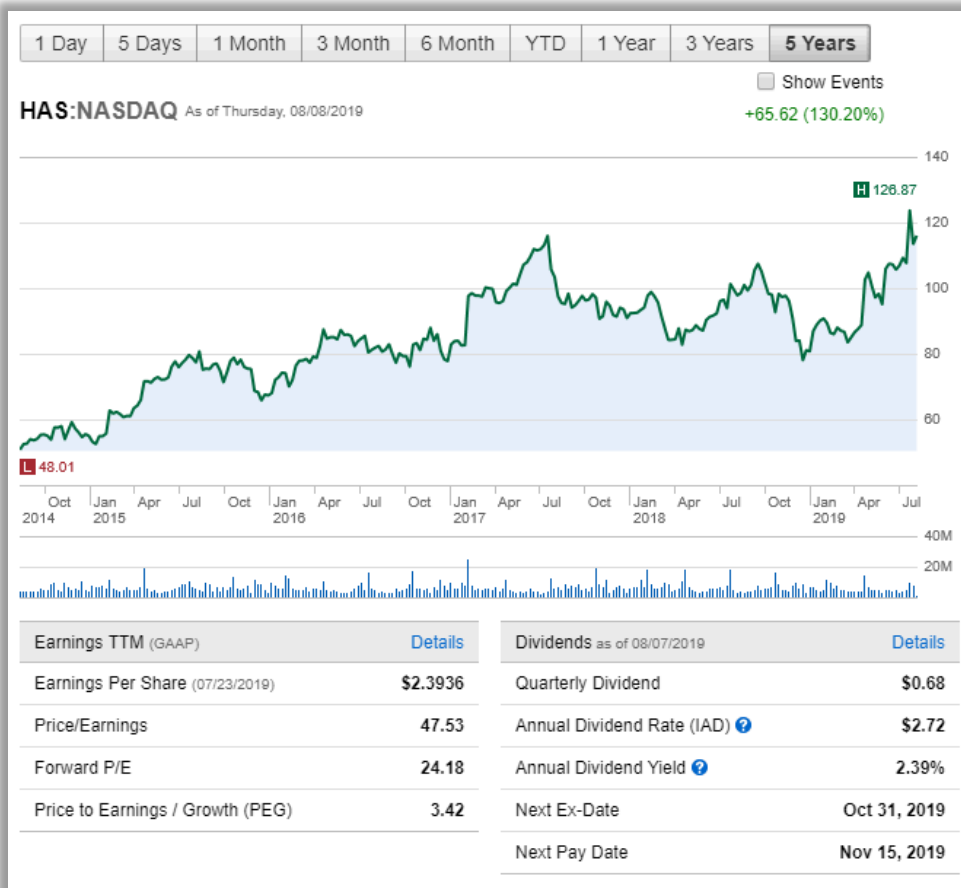 1 Day 5 Days 1 Month 3 Month 6 Month YTD 1 Year 3 Years 5 Years
Show Events
HAS:NASDAQ As of Thursday, 08/08/2019
+65.62 (130.20%)
140
H 126.87
120
100
80
60
L 48.01
Oct Jan Apr Jul Oct Jan Apr Jul Oct Jan Apr Jul Oct Jan Apr Jul Oct Jan Apr Jul
2014 2015 2016 2017 2018 2019
40M
20M
Earnings TTM (GAAP) Details
Earnings Per Share (07/23/2019) $2.3936
Price/Earnings 47.53
Forward P/E 24.18
Price to Earnings / Growth (PEG) 3.42
Dividends as of 08/07/2019 Details
Quarterly Dividend $0.68
Annual Dividend Rate (IAD) ? $2.72
Annual Dividend Yield ? 2.39%
Next Ex-Date Oct 31, 2019
Next Pay Date Nov 15, 2019